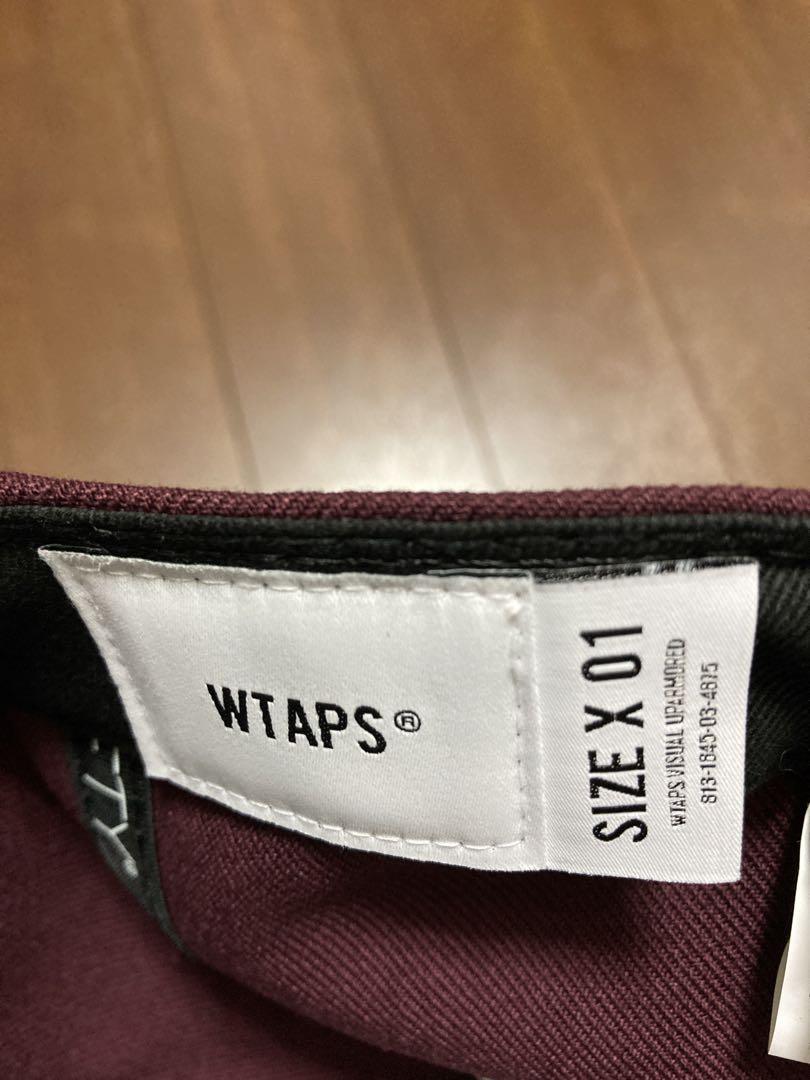 WTAPS®
SIZE X 01
WTAPS VISUAL UPARMORED
813-1845-03-4875